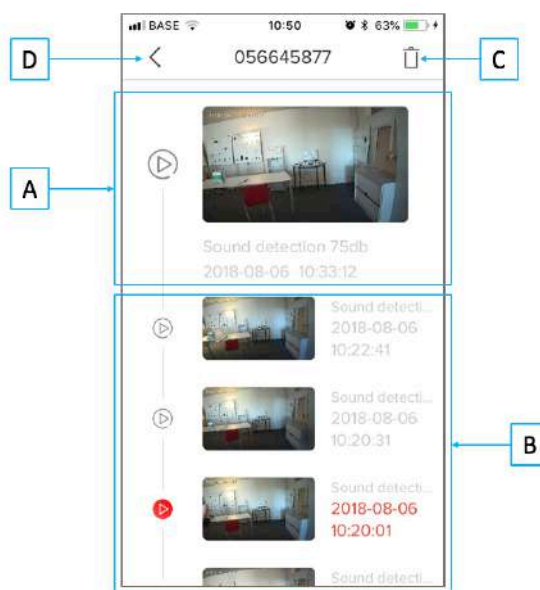 BASE 10:50 63%
D 056645877 C
A
Sound detection 75db
2018-08-06 10:33:12
Sound detecti...
2018-08-06
10:22:41
Sound detecti...
2018-08-06
10:20:31
B
Sound detecti...
2018-08-06
10:20:01
Sound detecti...